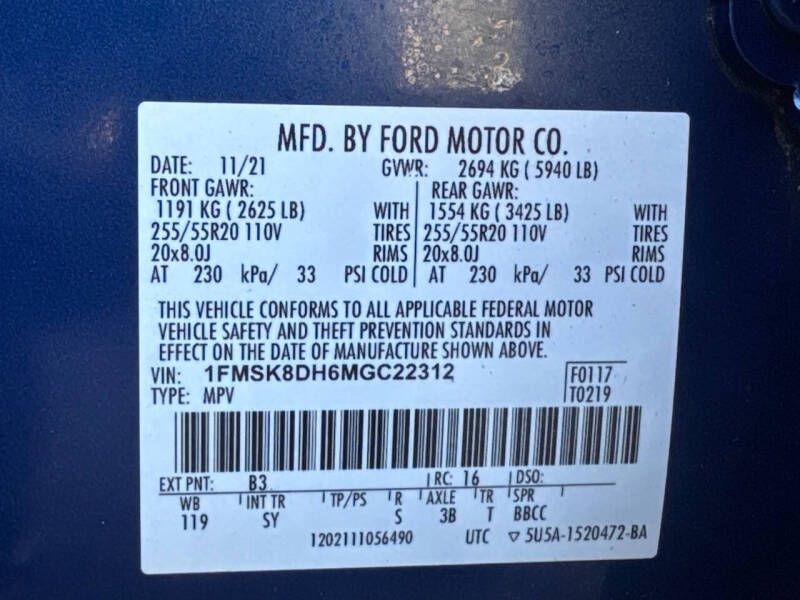 MFD. BY FORD MOTOR CO.
DATE: 11/21 GVWR: 2694 KG ( 5940 LB)
FRONT GAWR: REAR GAWR:
1191 KG ( 2625 LB) WITH 1554 KG ( 3425 LB) WITH
255/55R20 110V TIRES 255/55R20 110V TIRES
20x8.0J RIMS 20x8.0J RIMS
AT 230 kPa/ 33 PSI COLD AT 230 kPa/ 33 PSI COLD
THIS VEHICLE CONFORMS TO ALL APPLICABLE FEDERAL MOTOR
VEHICLE SAFETY AND THEFT PREVENTION STANDARDS IN
EFFECT ON THE DATE OF MANUFACTURE SHOWN ABOVE.
VIN: 1FMSK8DH6MGC22312 F0117
TYPE: MPV T0219
EXT PNT: B3 RC: 16 DSO:
WB INT TR TP/PS R AXLE TR SPR
119 SY S 3B T BBCC
1202111056490 UTC ▽ 5U5A-1520472-BA